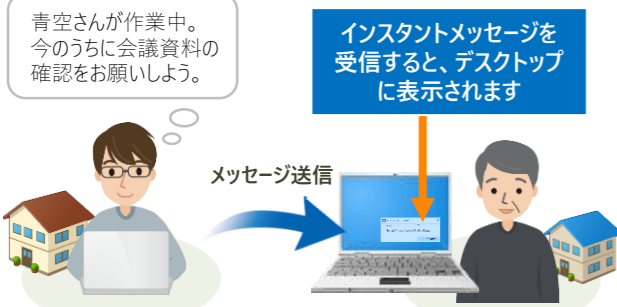 青空さんが作業中。
今のうちに会議資料の
確認をお願いしよう。
インスタントメッセージを
受信すると、デスクトップ
に表示されます
メッセージ送信